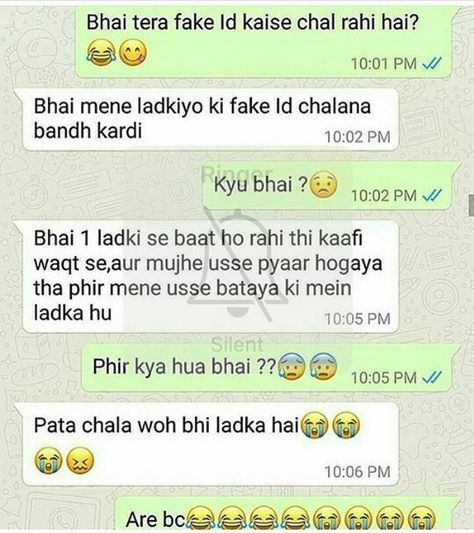 Bhai tera fake Id kaise chal rahi hai?
😂😋
10:01 PM
Bhai mene ladkiyo ki fake Id chalana
bandh kardi
10:02 PM
Ringer
Kyu bhai ?😟
10:02 PM
Bhai 1 ladki se baat ho rahi thi kaafi
waqt se,aur mujhe usse pyaar hogaya
tha phir mene usse bataya ki mein
ladka hu
10:05 PM
Silent
Phir kya hua bhai ??😰😰
10:05 PM
Pata chala woh bhi ladka hai😭😭
😭😖
10:06 PM
Are bc😂😂😂😂😭😭😭😭